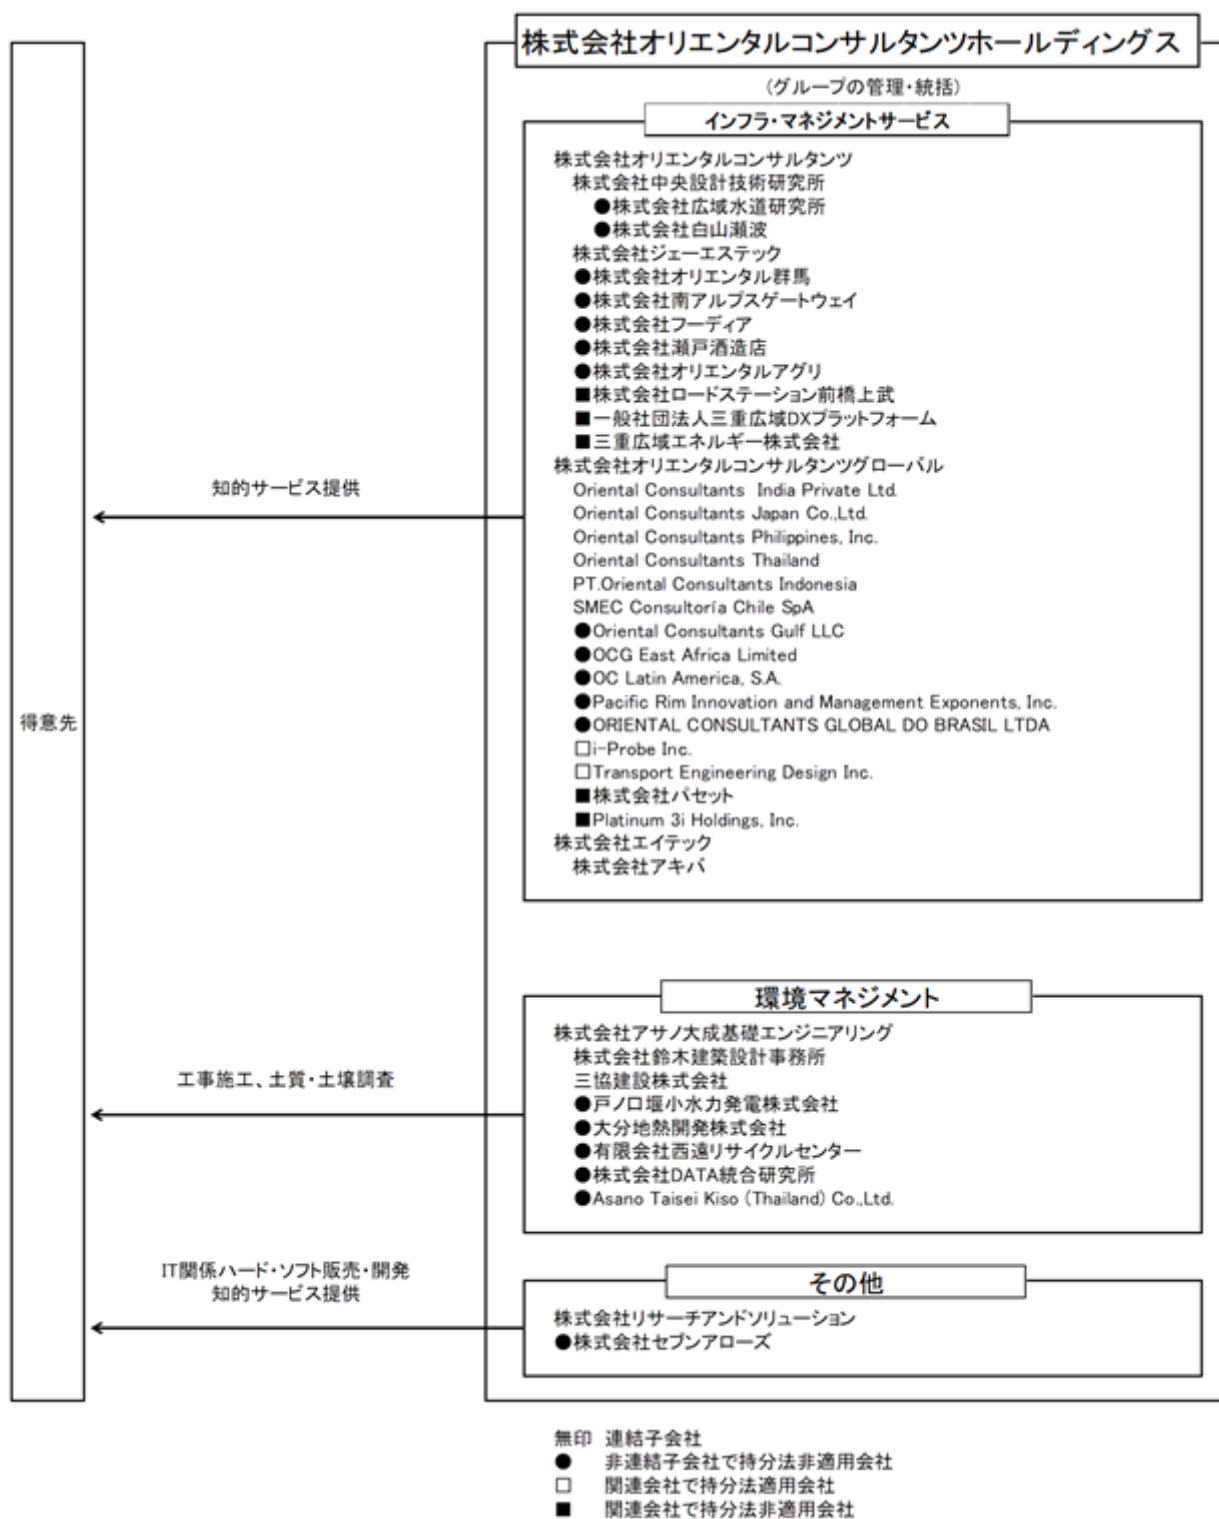 株式会社オリエンタルコンサルタンツホールディングス
(グループの管理・統括)
インフラ・マネジメントサービス
株式会社オリエンタルコンサルタンツ
株式会社中央設計技術研究所
●株式会社広域水道研究所
●株式会社白山瀬波
株式会社ジェーエステック
●株式会社オリエンタル群馬
●株式会社南アルプスゲートウェイ
●株式会社フーディア
●株式会社瀬戸酒造店
●株式会社オリエンタルアグリ
■株式会社ロードステーション前橋上武
■一般社団法人三重広域DXプラットフォーム
■三重広域エネルギー株式会社
株式会社オリエンタルコンサルタンツグローバル
Oriental Consultants India Private Ltd.
Oriental Consultants Japan Co.,Ltd.
Oriental Consultants Philippines, Inc.
Oriental Consultants Thailand
PT.Oriental Consultants Indonesia
SMEC Consultoría Chile SpA
●Oriental Consultants Gulf LLC
●OCG East Africa Limited
●OC Latin America, S.A.
●Pacific Rim Innovation and Management Exponents, Inc.
●ORIENTAL CONSULTANTS GLOBAL DO BRASIL LTDA
□i-Probe Inc.
□Transport Engineering Design Inc.
■株式会社パセット
■Platinum 3i Holdings, Inc.
株式会社エイテック
株式会社アキバ
知的サービス提供
得意先
環境マネジメント
株式会社アサノ大成基礎エンジニアリング
株式会社鈴木建築設計事務所
三協建設株式会社
●戸ノ口堰小水力発電株式会社
●大分地熱開発株式会社
●有限会社西遠リサイクルセンター
●株式会社DATA統合研究所
●Asano Taisei Kiso (Thailand) Co.,Ltd.
工事施工、土質・土壌調査
その他
株式会社リサーチアンドソリューション
●株式会社セブンアローズ
IT関係ハード・ソフト販売・開発
知的サービス提供
無印 連結子会社
● 非連結子会社で持分法非適用会社
□ 関連会社で持分法適用会社
■ 関連会社で持分法非適用会社